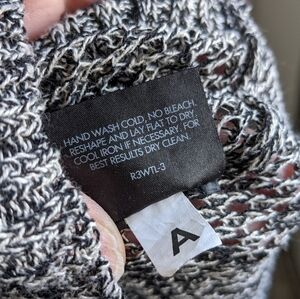 HAND WASH COLD, NO BLEACH.
RESHAPE AND LAY FLAT TO DRY.
COOL IRON IF NECESSARY. FOR
BEST RESULTS DRY CLEAN.
R3WTL-3
A